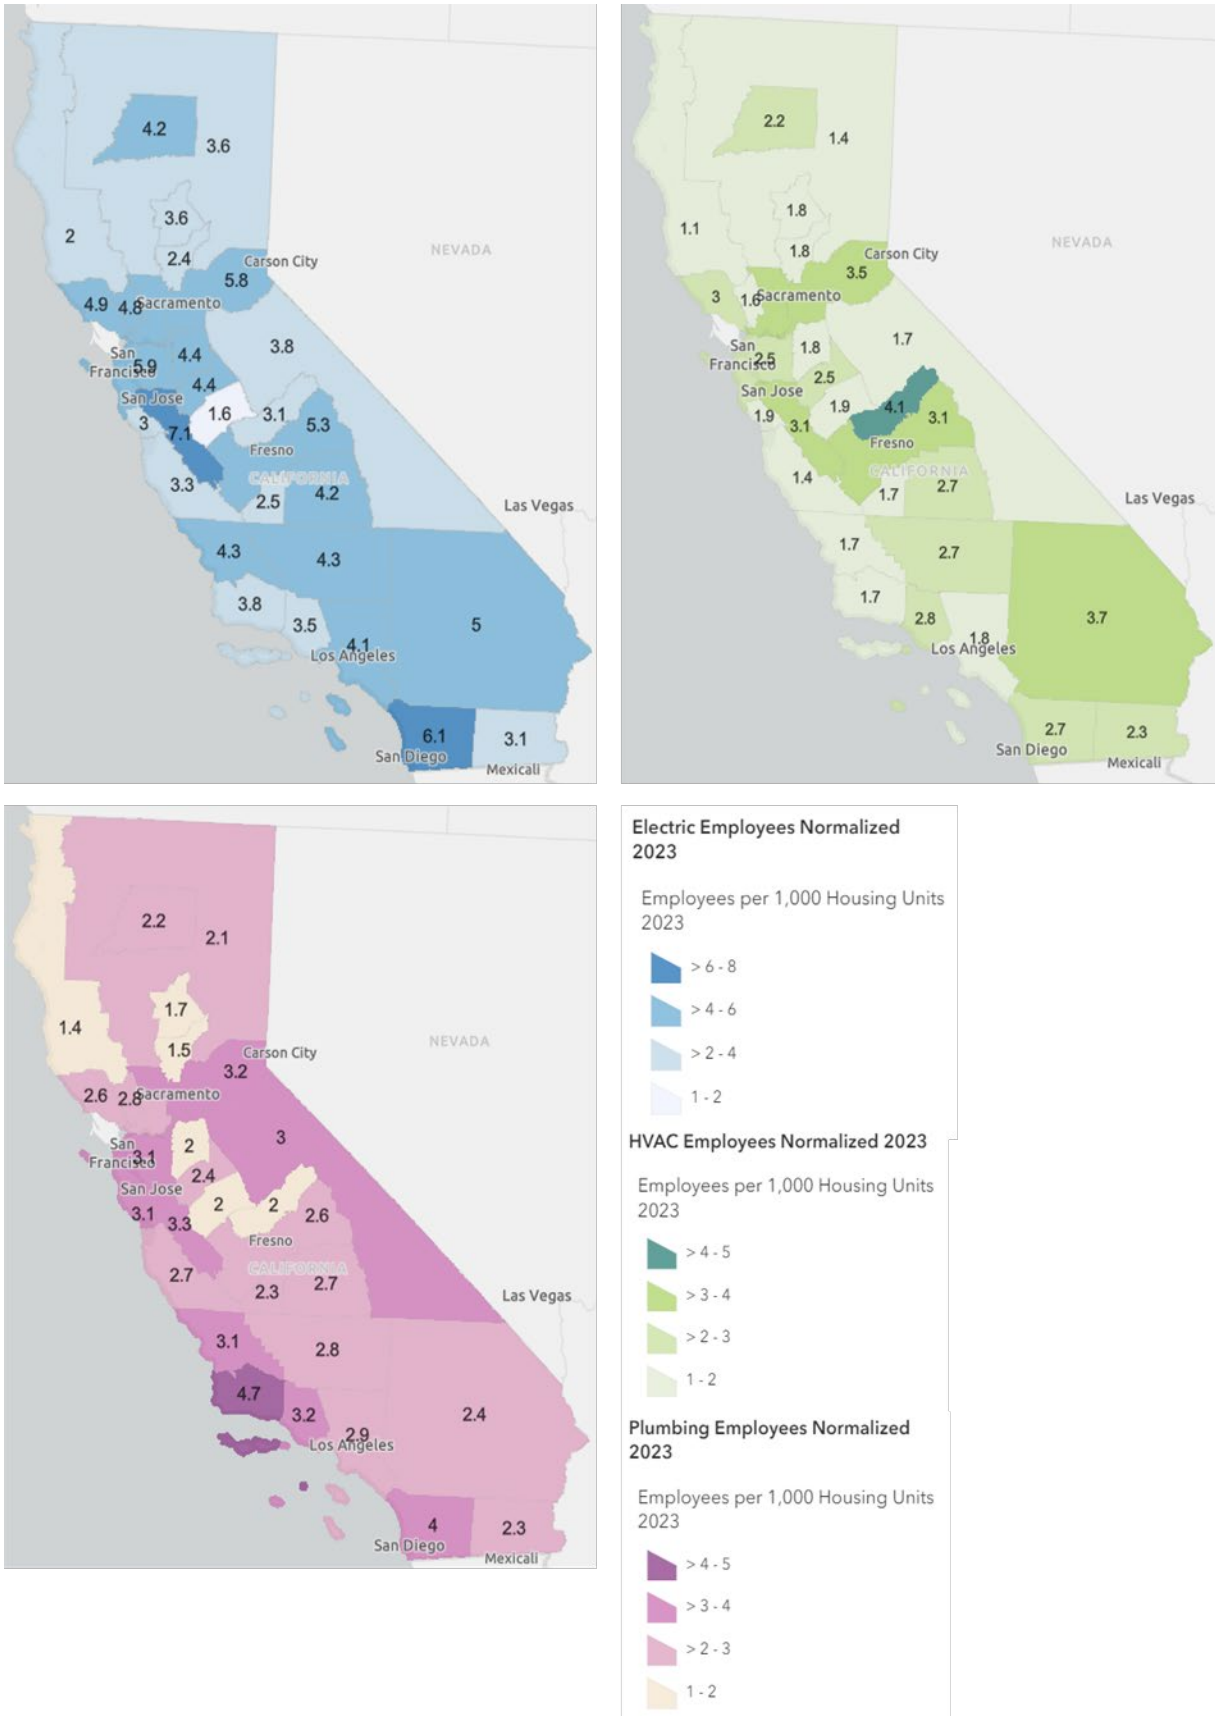 4.2
3.6
3.6
2
2.4
Carson City
NEVADA
5.8
4.9
4.8
Sacramento
3.8
San
Francisco
5.9
4.4
4.4
San Jose
1.6
3.1
3
7.1
5.3
Fresno
CALIFORNIA
3.3
2.5
4.2
Las Vegas
4.3
4.3
3.8
3.5
5
4.1
Los Angeles
6.1
3.1
San Diego
Mexicali
2.2
1.4
1.8
1.1
1.8
Carson City
NEVADA
3.5
3
1.6
Sacramento
1.7
San
Francisco
2.5
1.8
2.5
San Jose
1.9
4.1
1.9
3.1
3.1
Fresno
CALIFORNIA
1.4
1.7
2.7
Las Vegas
1.7
2.7
1.7
2.8
3.7
1.8
Los Angeles
2.7
2.3
San Diego
Mexicali
2.2
2.1
1.7
1.4
1.5
Carson City
NEVADA
3.2
2.6
2.8
Sacramento
3
San
Francisco
3.1
2
2.4
San Jose
2
2
3.1
3.3
2.6
Fresno
CALIFORNIA
2.7
2.3
2.7
Las Vegas
3.1
2.8
4.7
3.2
2.4
2.9
Los Angeles
4
2.3
San Diego
Mexicali
Electric Employees Normalized
2023
Employees per 1,000 Housing Units
2023
> 6 - 8
> 4 - 6
> 2 - 4
1 - 2
HVAC Employees Normalized 2023
Employees per 1,000 Housing Units
2023
> 4 - 5
> 3 - 4
> 2 - 3
1 - 2
Plumbing Employees Normalized
2023
Employees per 1,000 Housing Units
2023
> 4 - 5
> 3 - 4
> 2 - 3
1 - 2